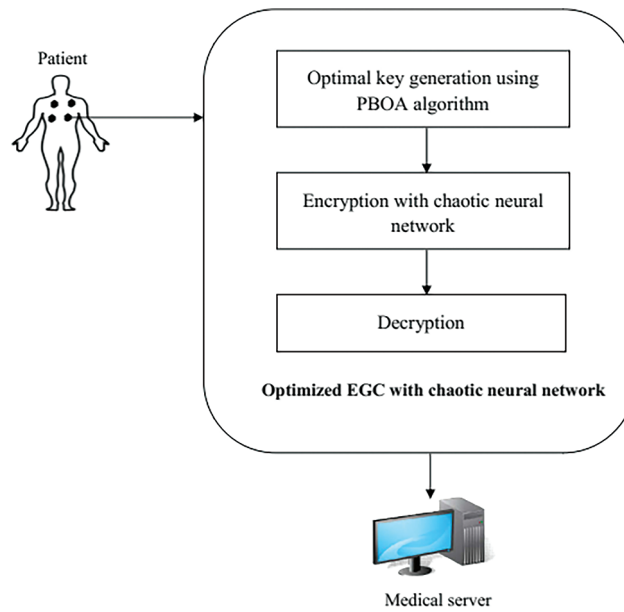 Patient
Optimal key generation using
PBOA algorithm
Encryption with chaotic neural
network
Decryption
Optimized EGC with chaotic neural network
Medical server